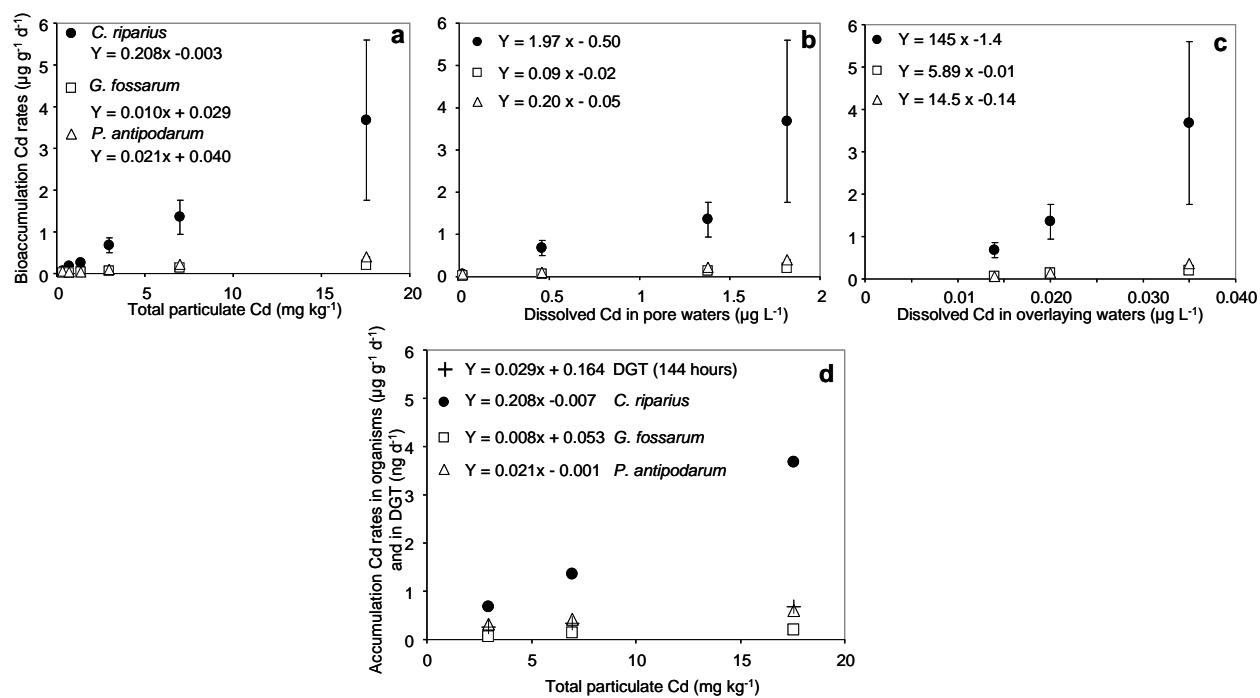 Bioaccumulation Cd rates (µg g-1 d-1)
6
5
4
3
2
1
0
C. riparius
Y = 0.208x -0.003
G. fossarum
Y = 0.010x + 0.029
P. antipodarum
Y = 0.021x + 0.040
a
0
5
10
15
20
Total particulate Cd (mg kg-1)
6
5
4
3
2
1
0
Y = 1.97 x - 0.50
Y = 0.09 x -0.02
Y = 0.20 x - 0.05
b
0
0.5
1
1.5
2
Dissolved Cd in pore waters (µg L-1)
6
5
4
3
2
1
0
Y = 145 x -1.4
Y = 5.89 x -0.01
Y = 14.5 x -0.14
c
0
0.01
0.020
0.030
0.040
Dissolved Cd in overlaying waters (µg L-1)
Accumulation Cd rates in organisms (µg g-1 d-1)
and in DGT (ng d-1)
6
5
4
3
2
1
0
Y = 0.029x + 0.164 DGT (144 hours)
Y = 0.208x -0.007 C. riparius
Y = 0.008x + 0.053 G. fossarum
Y = 0.021x - 0.001 P. antipodarum
d
0
5
10
15
20
Total particulate Cd (mg kg-1)